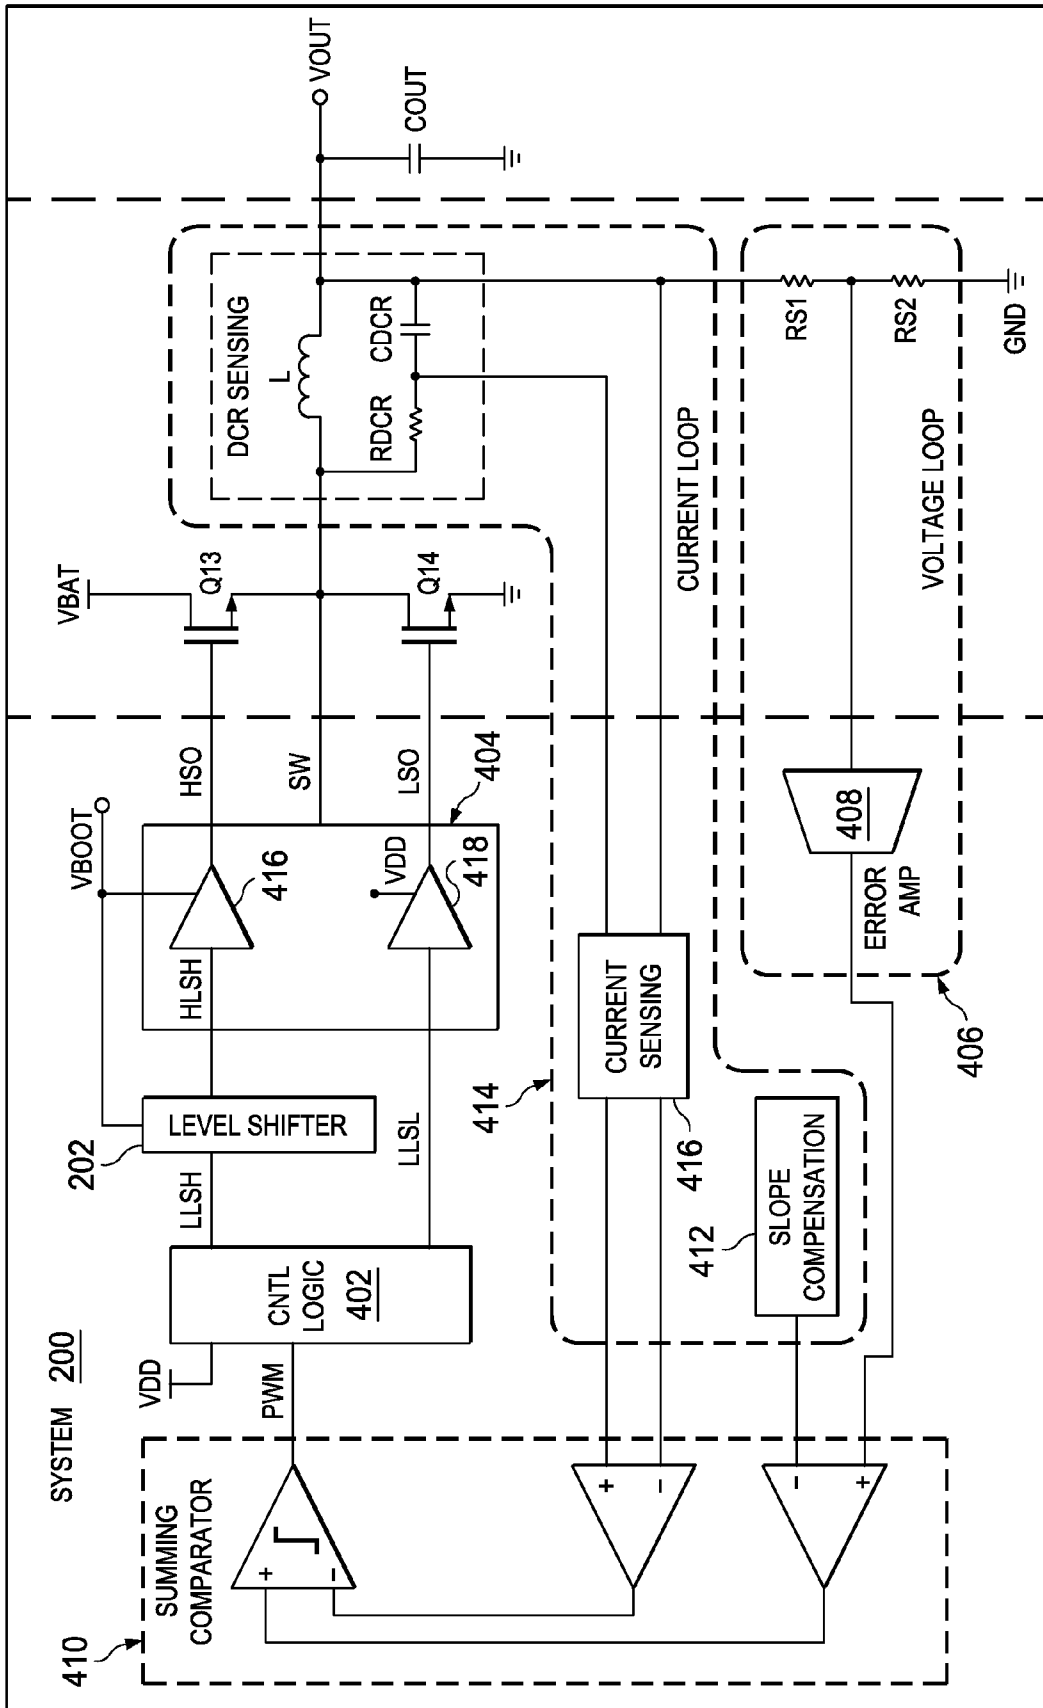 SYSTEM 200
410
SUMMING
COMPARATOR
+
–
+
–
–
+
PWM
VDD
CNTL
LOGIC
402
LLSH
LLSL
202
LEVEL SHIFTER
VBOOT
HLSH
416
VDD
418
404
HSO
SW
LSO
VBAT
Q13
Q14
DCR SENSING
L
RDCR
CDCR
VOUT
COUT
414
CURRENT
SENSING
416
CURRENT LOOP
412
SLOPE
COMPENSATION
406
ERROR
AMP
408
VOLTAGE LOOP
RS1
RS2
GND